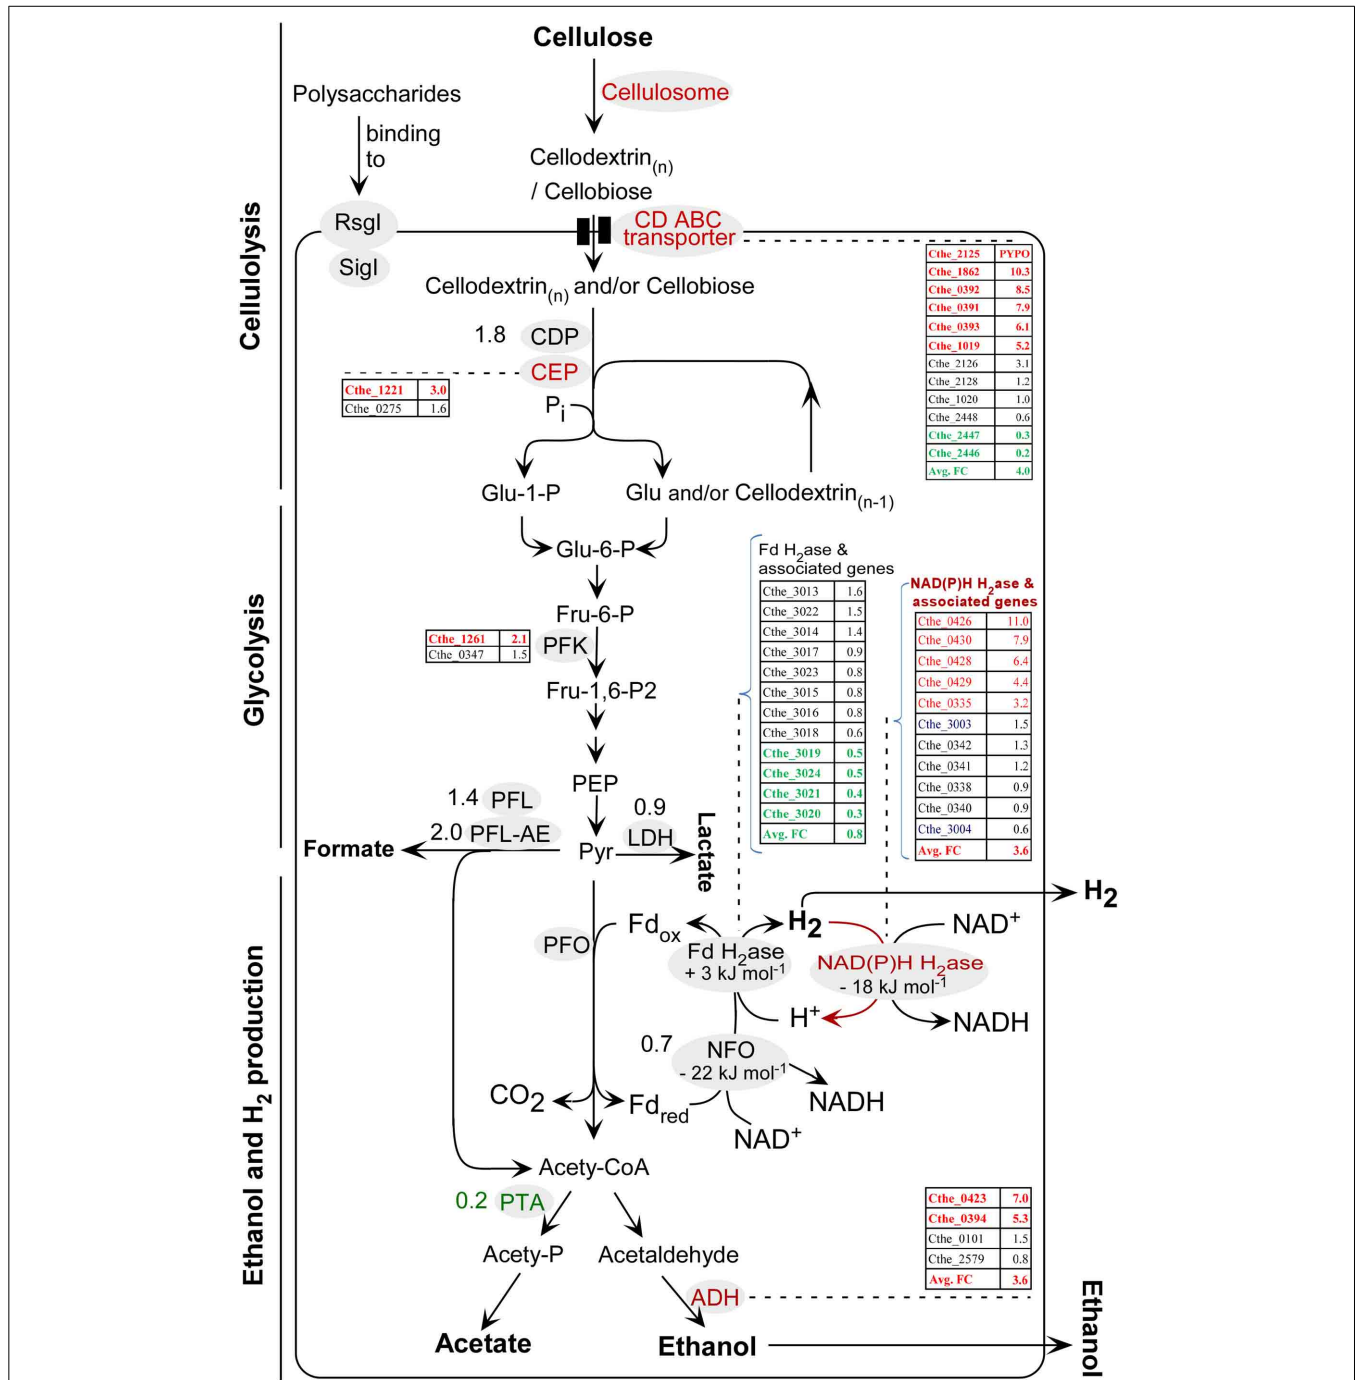 Cellulose
Cellulosome
Polysaccharides
binding
to
Cellodextrin(n)
/ Cellobiose
RsgI
SigI
CD ABC
transporter
Cellodextrin(n) and/or Cellobiose
Cellulolysis
Cthe_2125 PYPO
Cthe_1862 10.3
Cthe_0392 8.5
Cthe_0391 7.9
Cthe_0393 6.1
Cthe_1019 5.2
Cthe_2126 3.1
Cthe_2128 1.2
Cthe_1020 1.0
Cthe_2448 0.6
Cthe_2447 0.3
Cthe_2446 0.2
Avg. FC 4.0
1.8 CDP
CEP
Cthe_1221 3.0
Cthe_0275 1.6
Pi
Glu-1-P
Glu and/or Cellodextrin(n-1)
Glu-6-P
Fru-6-P
Glycolysis
Cthe_1261 2.1
Cthe_0347 1.5
PFK
Fru-1,6-P2
PEP
Fd H2ase &
associated genes
Cthe_3013 1.6
Cthe_3022 1.5
Cthe_3014 1.4
Cthe_3017 0.9
Cthe_3023 0.8
Cthe_3015 0.8
Cthe_3016 0.8
Cthe_3018 0.6
Cthe_3019 0.5
Cthe_3024 0.5
Cthe_3021 0.4
Cthe_3020 0.3
Avg. FC 0.8
NAD(P)H H2ase &
associated genes
Cthe_0426 11.0
Cthe_0430 7.9
Cthe_0428 6.4
Cthe_0429 4.4
Cthe_0335 3.2
Cthe_3003 1.5
Cthe_0342 1.3
Cthe_0341 1.2
Cthe_0338 0.9
Cthe_0340 0.9
Cthe_3004 0.6
Avg. FC 3.6
1.4 PFL
2.0 PFL-AE
0.9
LDH
Formate
Pyr
Lactate
Ethanol and H2 production
H2
H2
NAD+
Fdox
PFO
Fd H2ase
+ 3 kJ mol-1
NAD(P)H H2ase
- 18 kJ mol-1
H+
NADH
0.7
NFO
- 22 kJ mol-1
CO2
Fdred
NADH
NAD+
Acety-CoA
0.2 PTA
Acety-P
Acetaldehyde
Cthe_0423 7.0
Cthe_0394 5.3
Cthe_0101 1.5
Cthe_2579 0.8
Avg. FC 3.6
ADH
Acetate
Ethanol
Ethanol